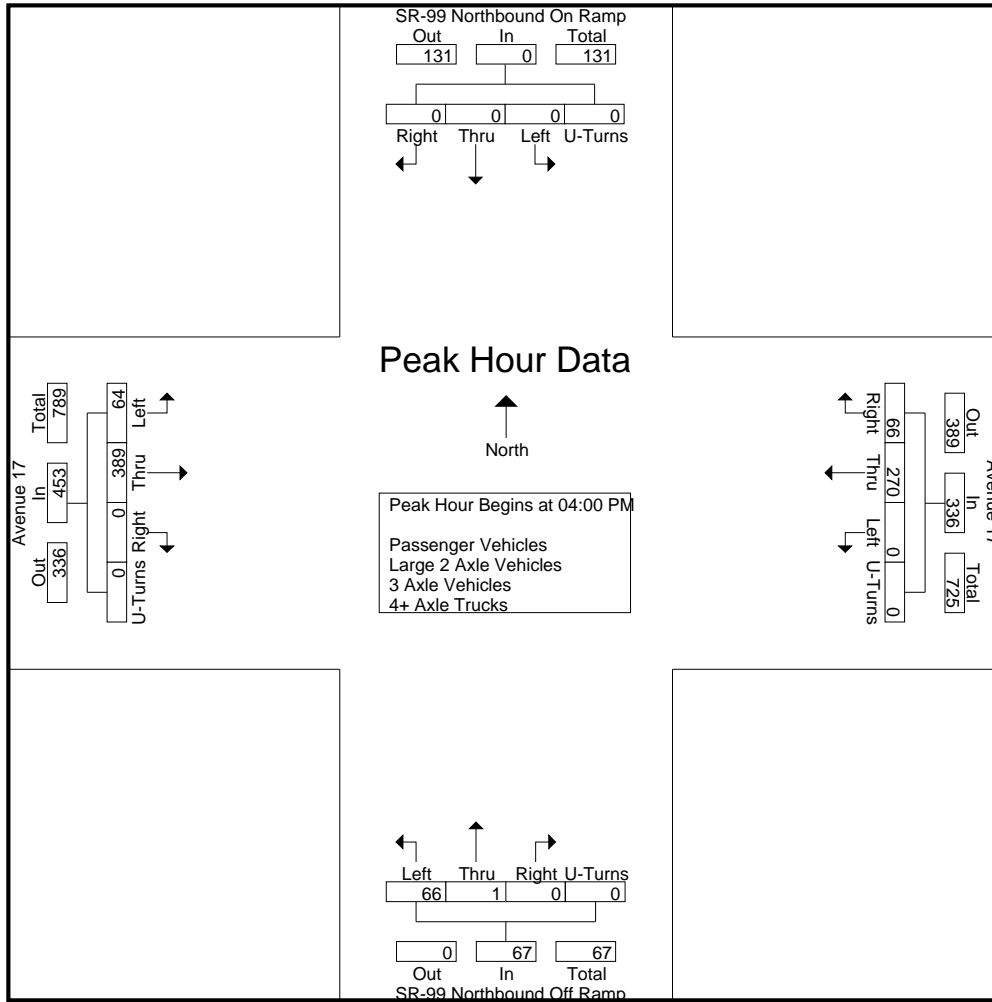 SR-99 Northbound On Ramp
Out In Total
131 0 131
0 0 0 0
Right Thru Left U-Turns
Peak Hour Data
North
Peak Hour Begins at 04:00 PM
Passenger Vehicles
Large 2 Axle Vehicles
3 Axle Vehicles
4+ Axle Trucks
Avenue 17
Out In Total
336 453 789
64 389 0 0
Left Thru Right U-Turns
Avenue 17
Out In Total
389 336 725
66 270 0 0
Right Thru Left U-Turns
Left Thru Right U-Turns
66 1 0 0
0 67 67
Out In Total
SR-99 Northbound Off Ramp